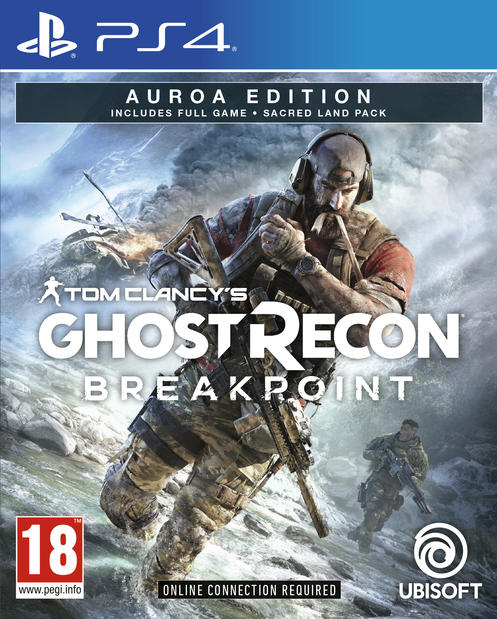 PS4
AUROA EDITION
INCLUDES FULL GAME • SACRED LAND PACK
TOM CLANCY'S
GHOST RECON
BREAKPOINT
18
www.pegi.info
ONLINE CONNECTION REQUIRED
UBISOFT